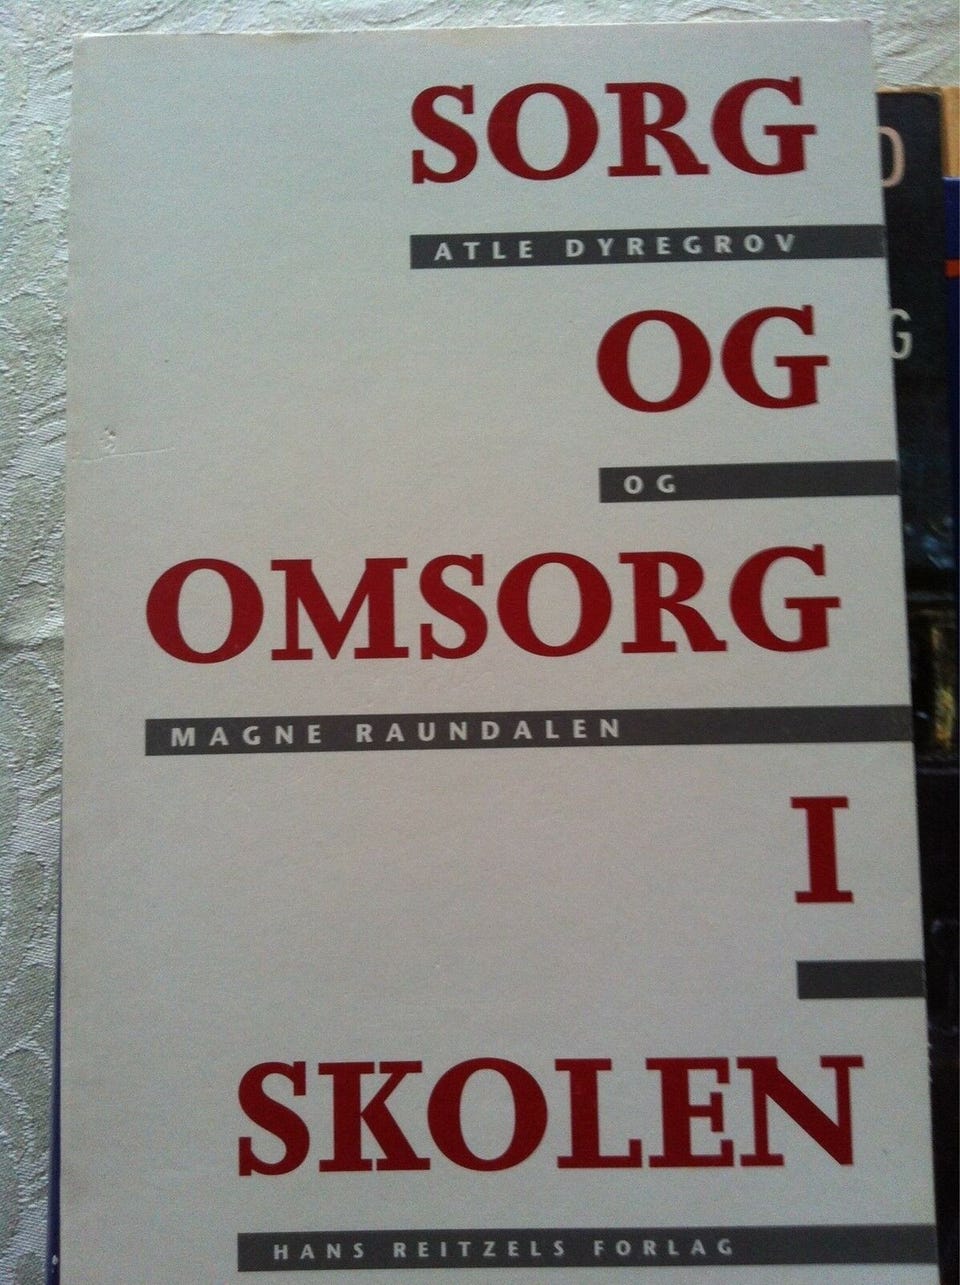 SORG
ATLE DYREGROV
OG
OG
OMSORG
MAGNE RAUNDALEN
I
SKOLEN
HANS REITZELS FORLAG